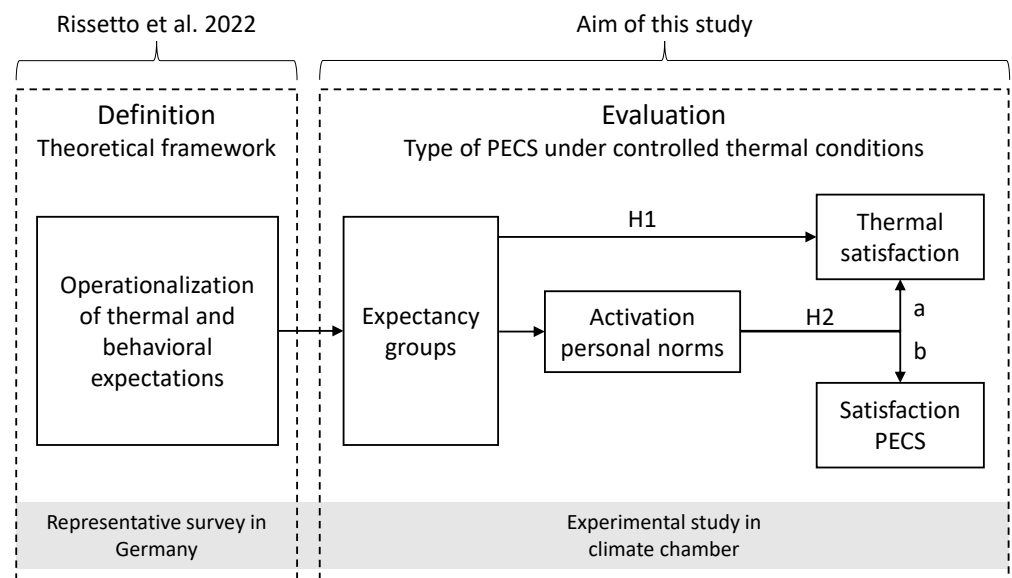 Rissetto et al. 2022
Aim of this study
Definition
Theoretical framework
Evaluation
Type of PECS under controlled thermal conditions
Operationalization
of thermal and
behavioral
expectations
Expectancy
groups
H1
Thermal
satisfaction
Activation
personal norms
H2
a
b
Satisfaction
PECS
Representative survey in
Germany
Experimental study in
climate chamber